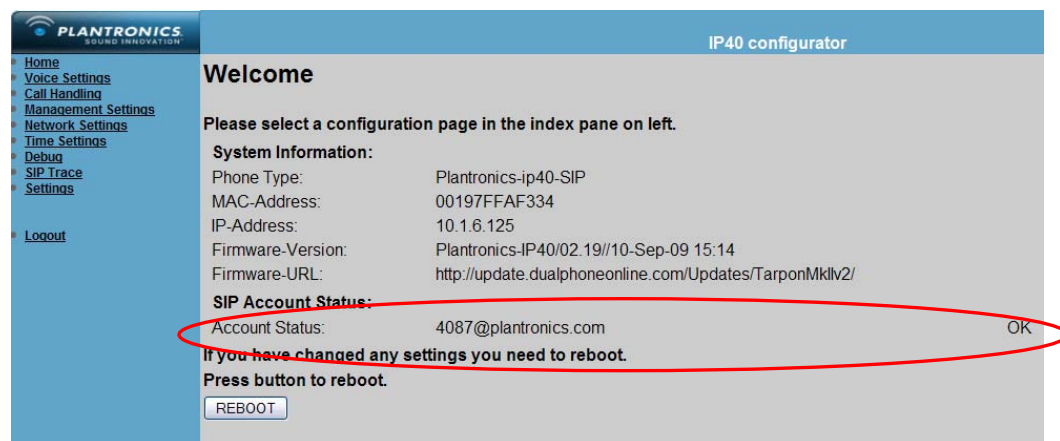 PLANTRONICS.
SOUND INNOVATION™
IP40 configurator
Home
Voice Settings
Call Handling
Management Settings
Network Settings
Time Settings
Debug
SIP Trace
Settings
Logout
Welcome
Please select a configuration page in the index pane on left.
System Information:
Phone Type: Plantronics-ip40-SIP
MAC-Address: 00197FFAF334
IP-Address: 10.1.6.125
Firmware-Version: Plantronics-IP40/02.19//10-Sep-09 15:14
Firmware-URL: http://update.dualphoneonline.com/Updates/TarponMkIIv2/
SIP Account Status:
Account Status: 4087@plantronics.com OK
If you have changed any settings you need to reboot.
Press button to reboot.
REBOOT